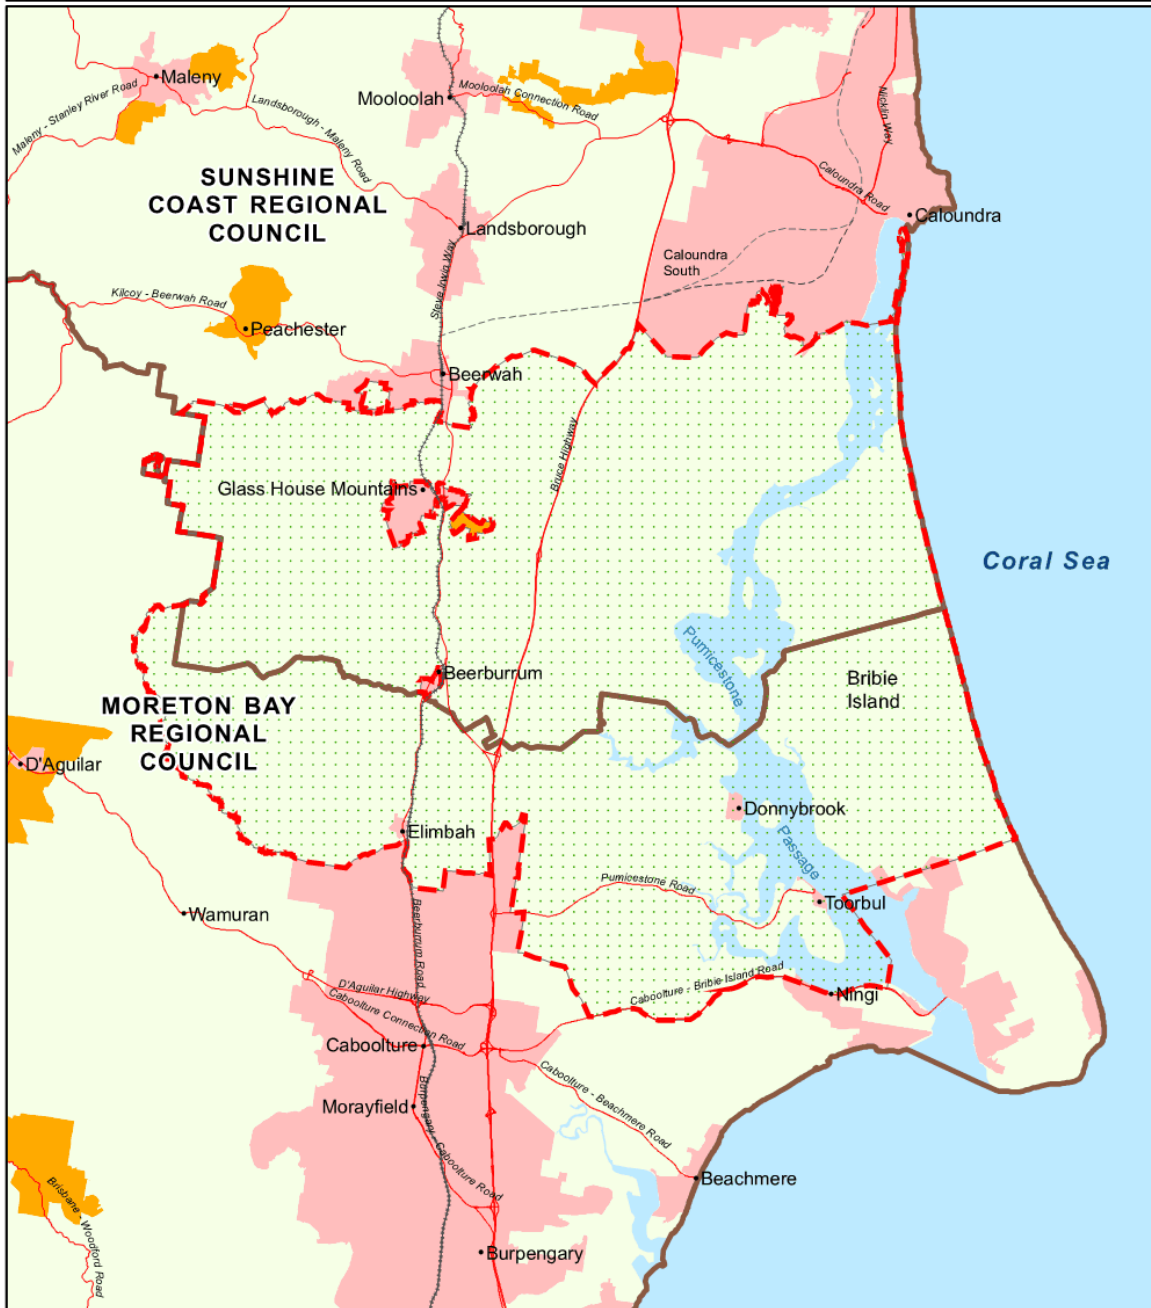 Maleny
Mooloolah
Mooloolah Connection Road
Maleny - Stanley River Road
Landsborough - Maleny Road
Nicklin Way
SUNSHINE
COAST REGIONAL
COUNCIL
Caloundra Road
Caloundra
Landsborough
Caloundra
South
Steve Irwin Way
Kilcoy - Beerwah Road
Peachester
Beerwah
Bruce Highway
Glass House Mountains
Coral Sea
Pumicestone
Beerburrum
Bribie
Island
MORETON BAY
REGIONAL
COUNCIL
D'Aguilar
Donnybrook
Passage
Elimbah
Pumicestone Road
Toorbul
Wamuran
Beerburrum Road
Caboolture - Bribie Island Road
Ningi
D'Aguilar Highway
Caboolture Connection Road
Caboolture
Caboolture - Beachmere Road
Morayfield
Burpengary - Caboolture Road
Beachmere
Brisbane - Woodford Road
Burpengary